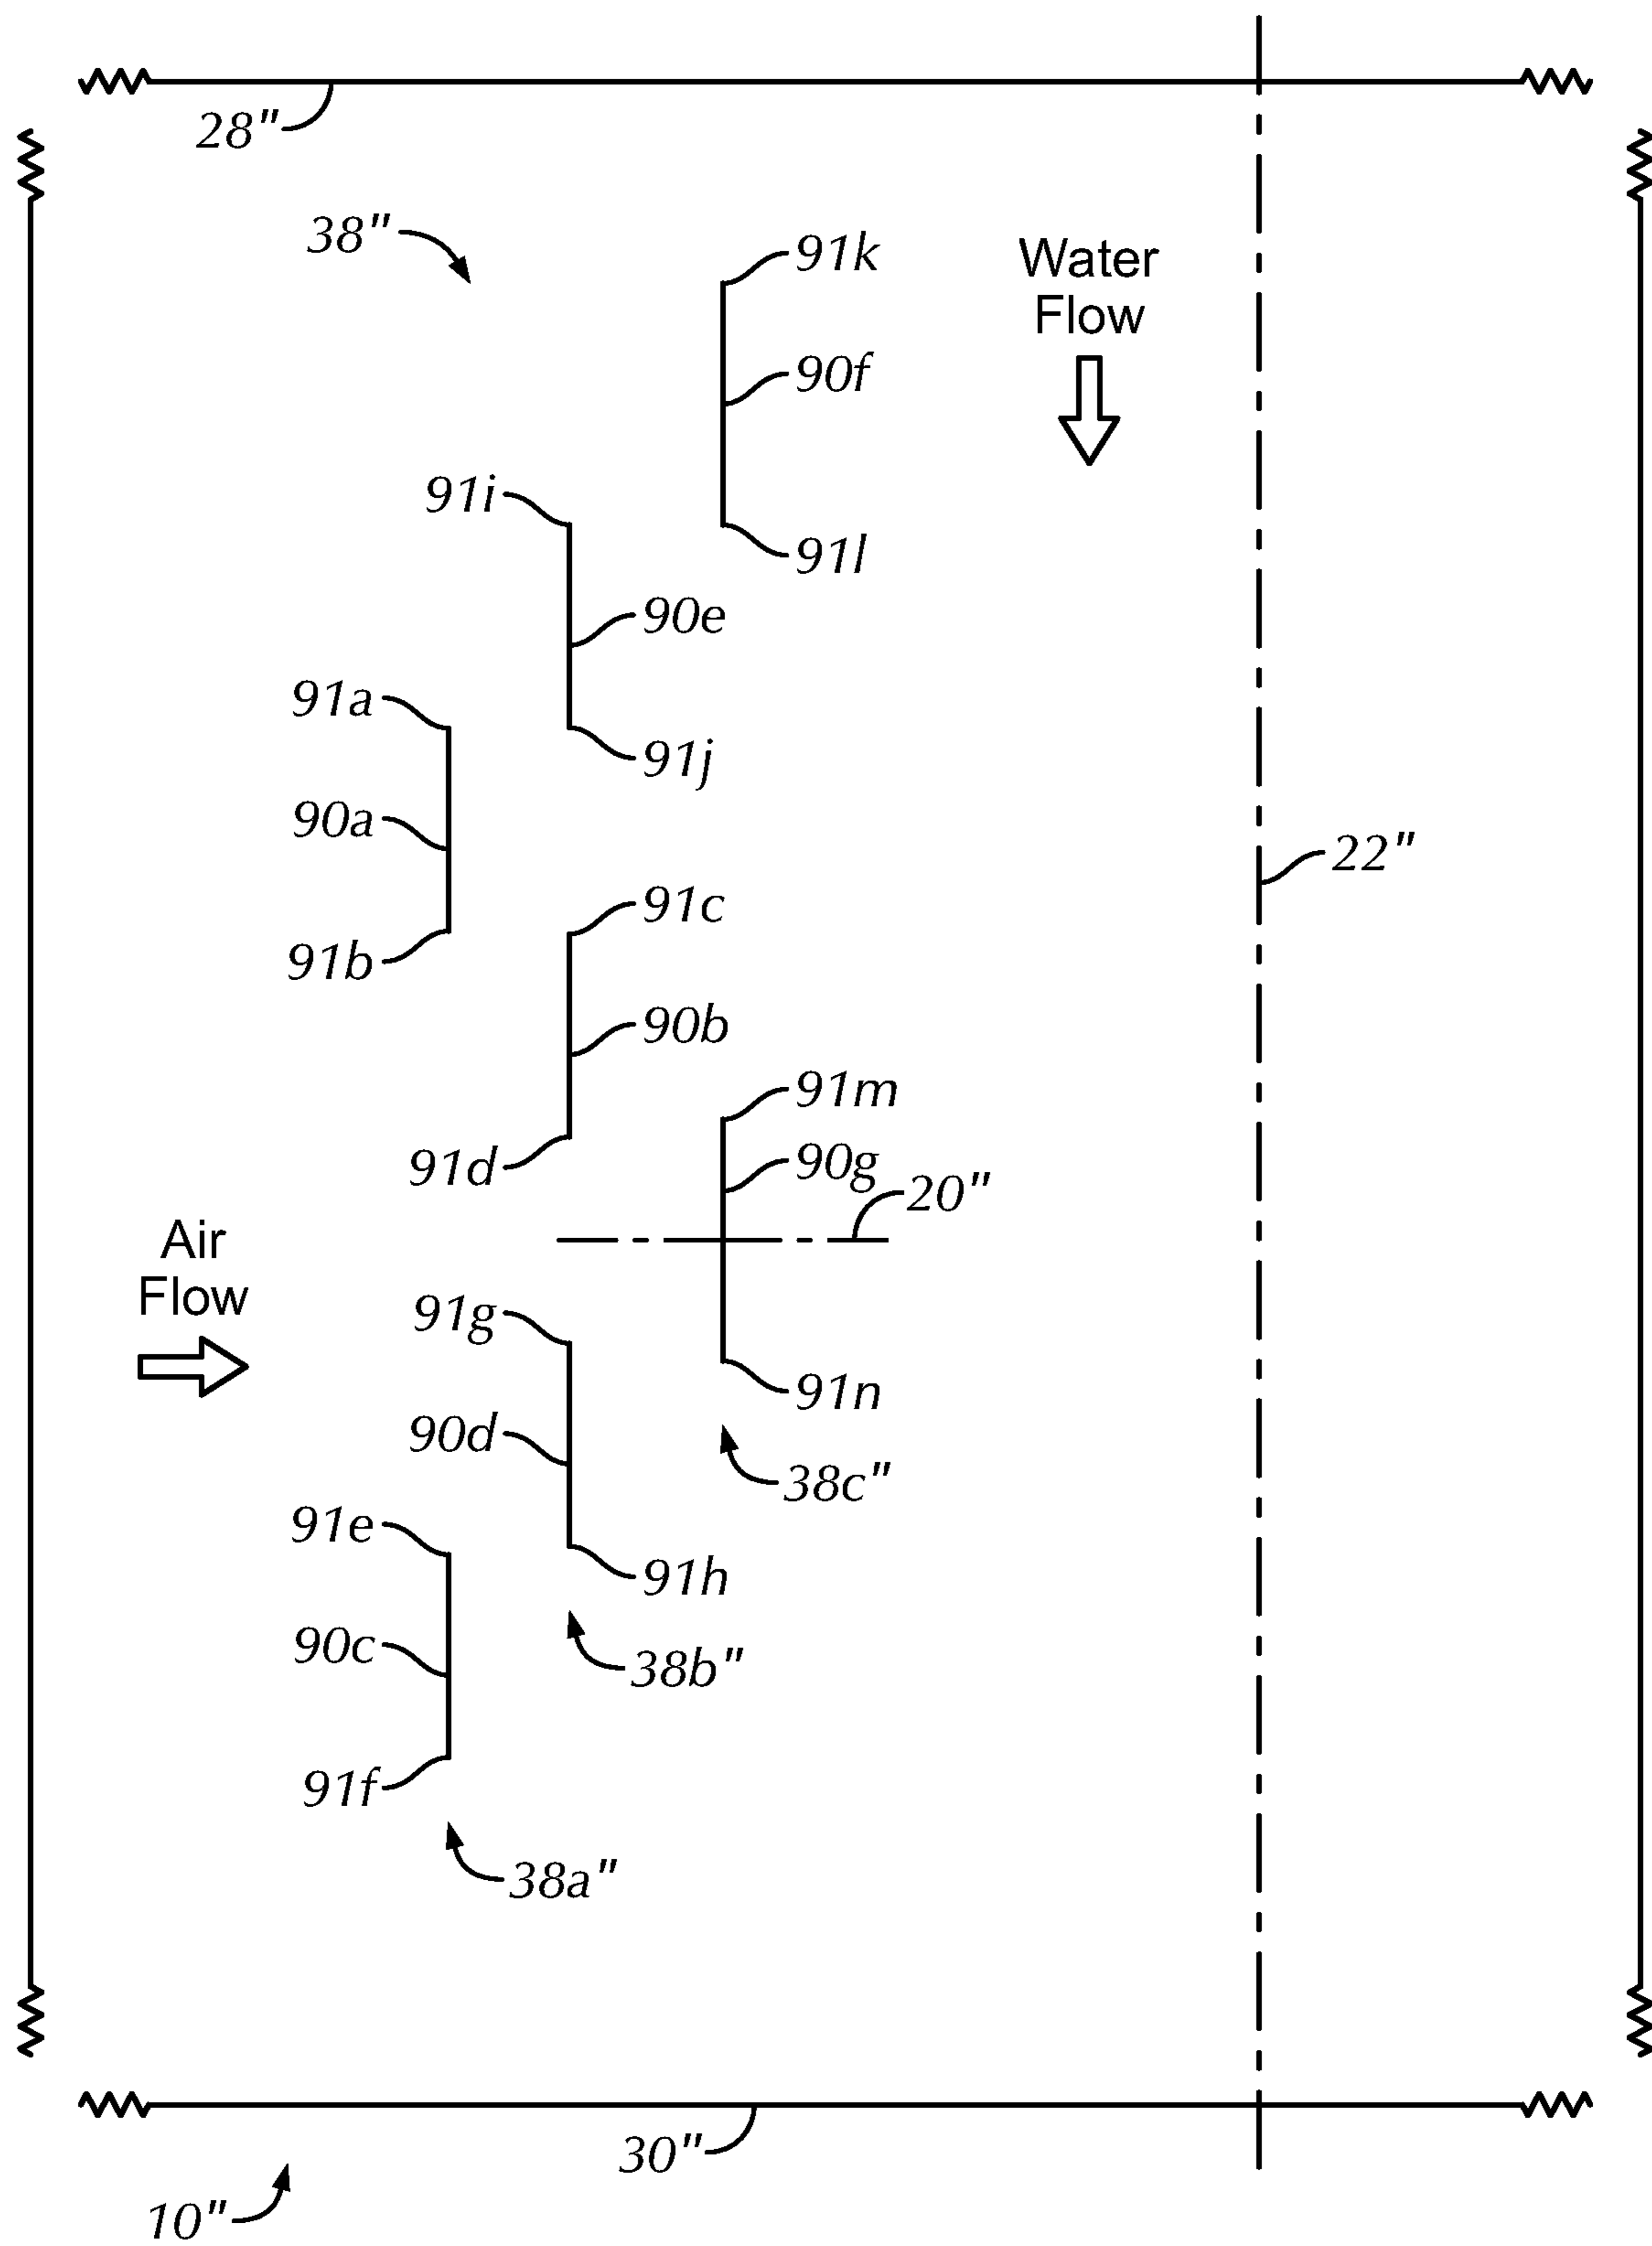 28"
38"
91k
Water
Flow
90f
91i
91l
90e
91a
91j
90a
22"
91c
91b
90b
91m
90g
91d
20"
Air
Flow
91g
91n
90d
38c"
91e
91h
90c
38b"
91f
38a"
30"
10"